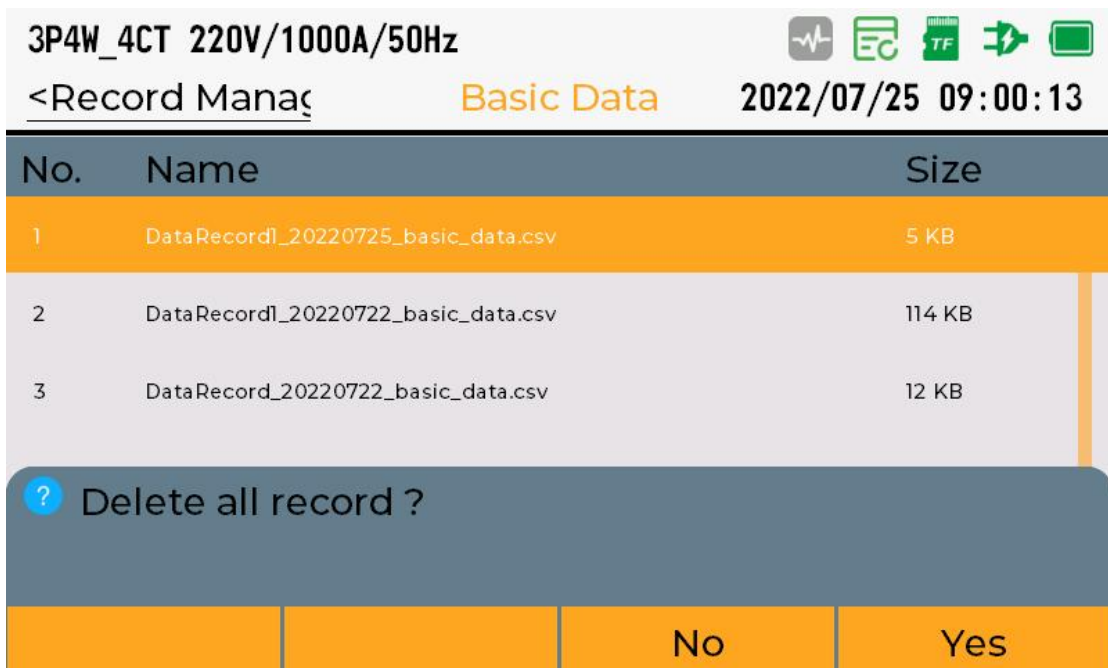 3P4W_4CT 220V/1000A/50Hz
TF
<Record Manag Basic Data 2022/07/25 09:00:13
No. Name Size
1 DataRecord1_20220725_basic_data.csv 5 KB
2 DataRecord1_20220722_basic_data.csv 114 KB
3 DataRecord_20220722_basic_data.csv 12 KB
? Delete all record ?
No Yes